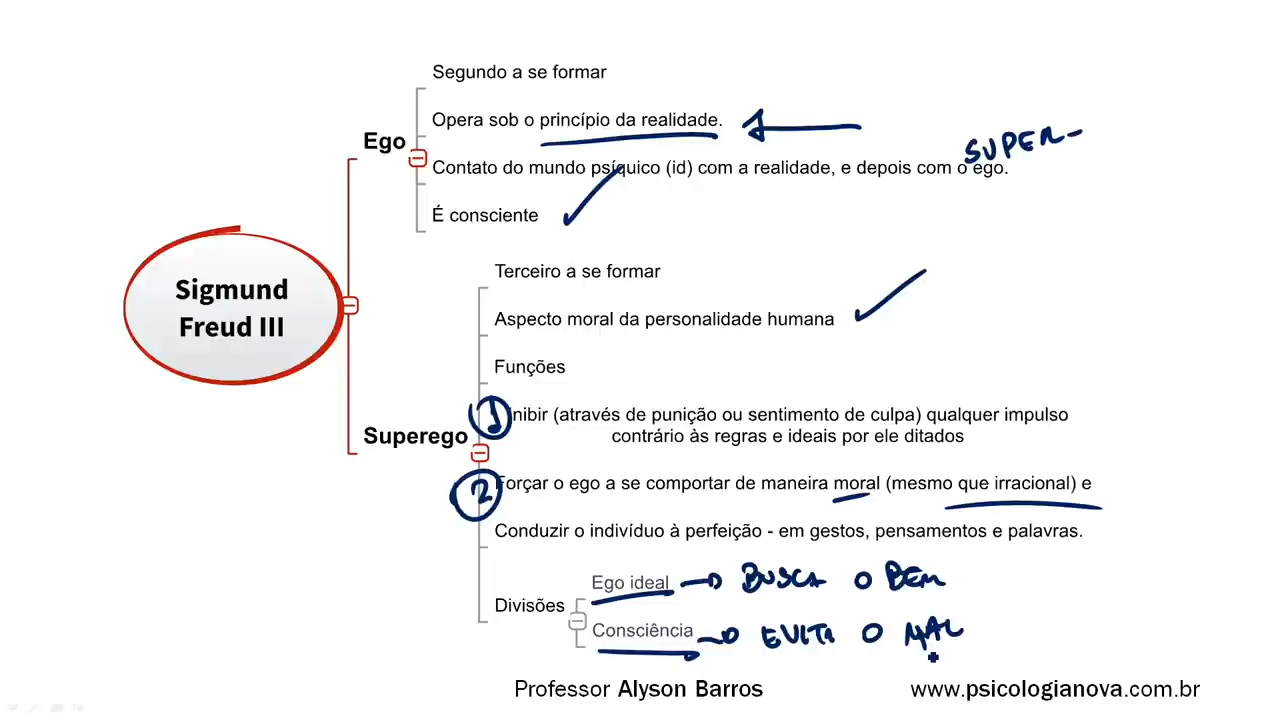 Segundo a se formar
Opera sob o princípio da realidade.
Ego
SUPER-
Contato do mundo psíquico (id) com a realidade, e depois com o ego.
É consciente
Sigmund
Freud III
Terceiro a se formar
Aspecto moral da personalidade humana
Funções
1
Inibir (através de punição ou sentimento de culpa) qualquer impulso
contrário às regras e ideais por ele ditados
Superego
2
Forçar o ego a se comportar de maneira moral (mesmo que irracional) e
Conduzir o indivíduo à perfeição - em gestos, pensamentos e palavras.
Ego ideal BUSCA O BEM
Divisões
Consciência EVITA O MAL
Professor Alyson Barros
www.psicologianova.com.br